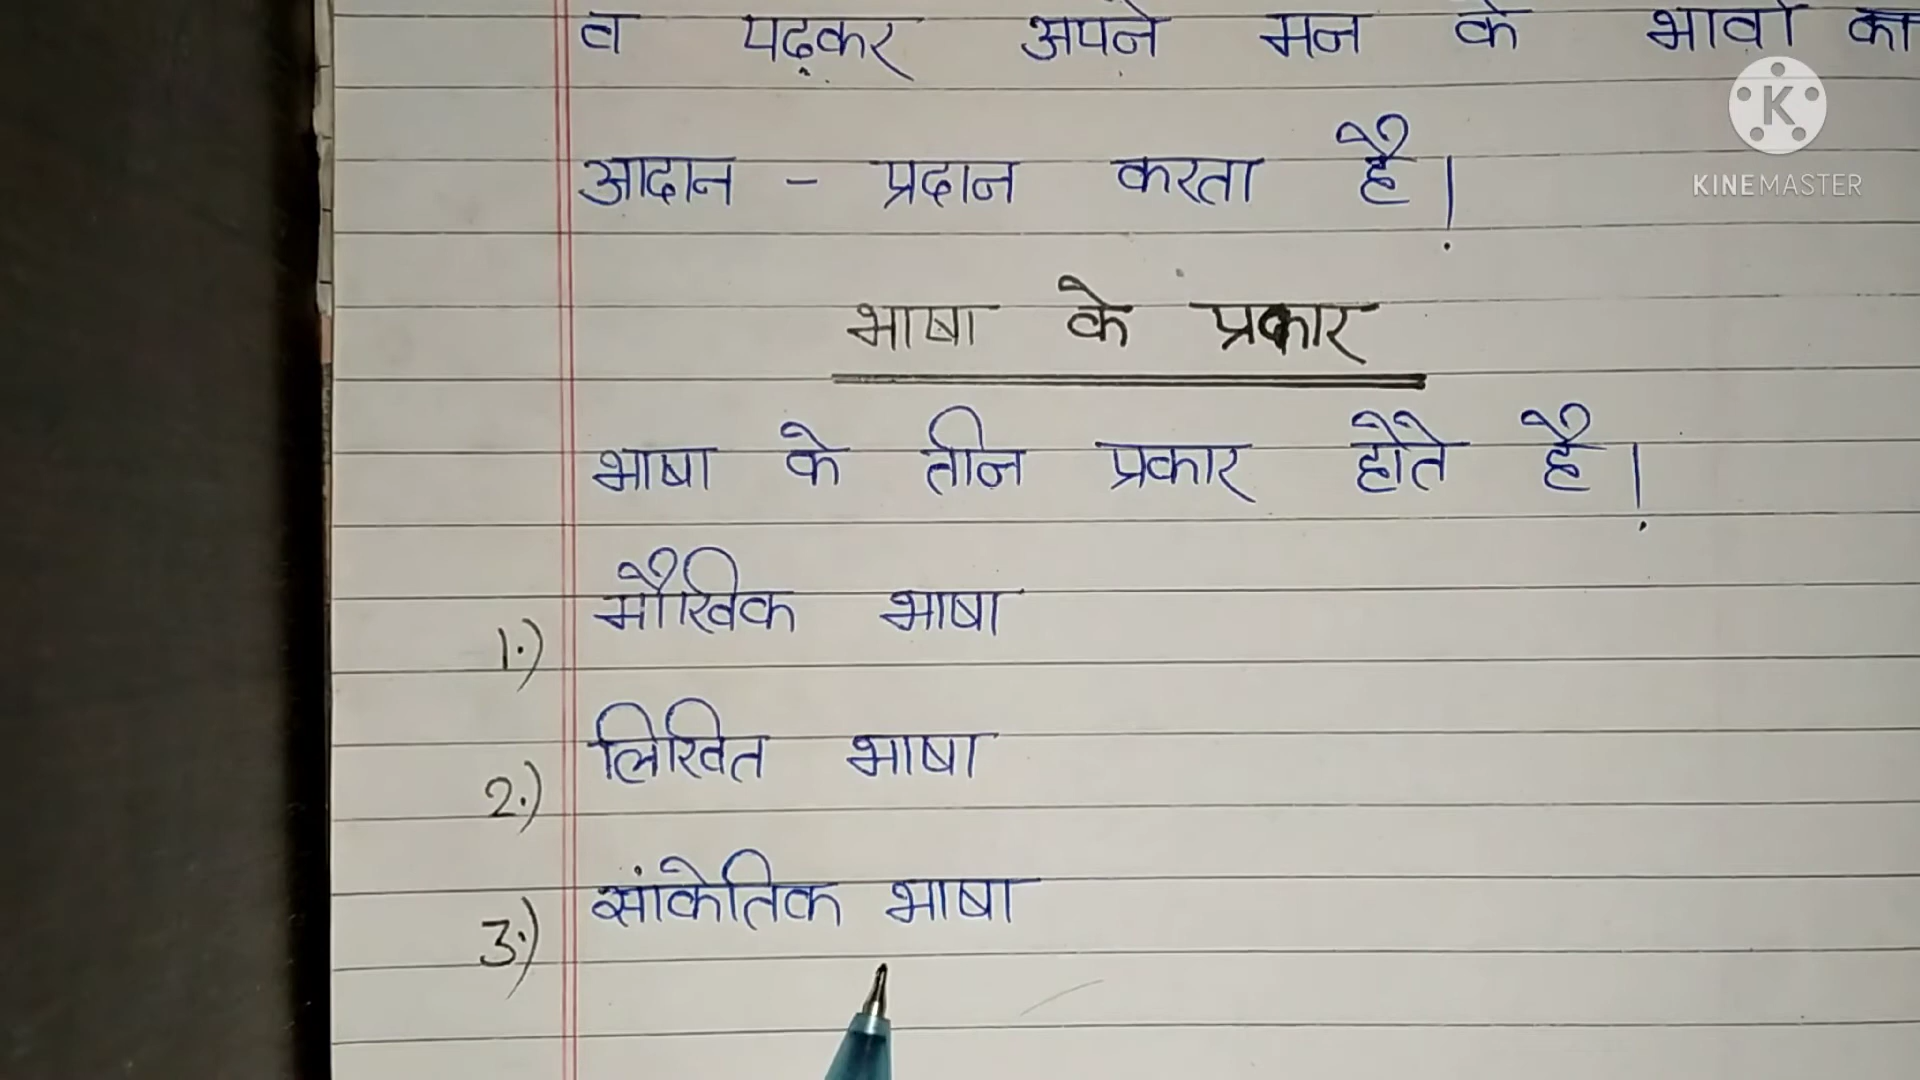 व पढ़कर अपने मन के भावों का
आदान - प्रदान करता है।
भाषा के प्रकार
भाषा के तीन प्रकार होते है।
1.) मौखिक भाषा
2.) लिखित भाषा
3.) सांकेतिक भाषा
K
KINEMASTER